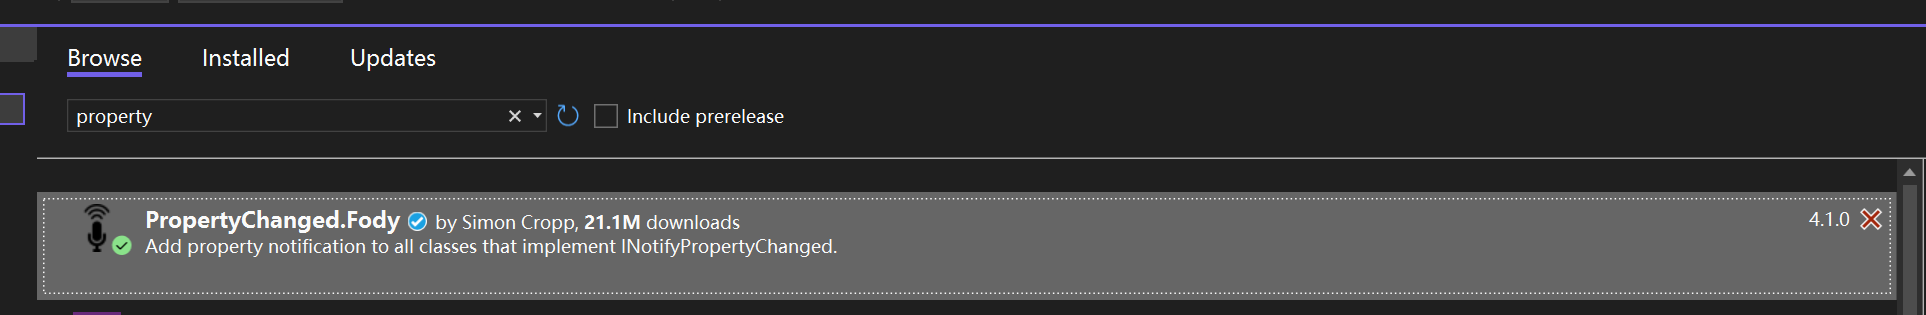 Browse Installed Updates
property
Include prerelease
PropertyChanged.Fody by Simon Cropp, 21.1M downloads 4.1.0
Add property notification to all classes that implement INotifyPropertyChanged.